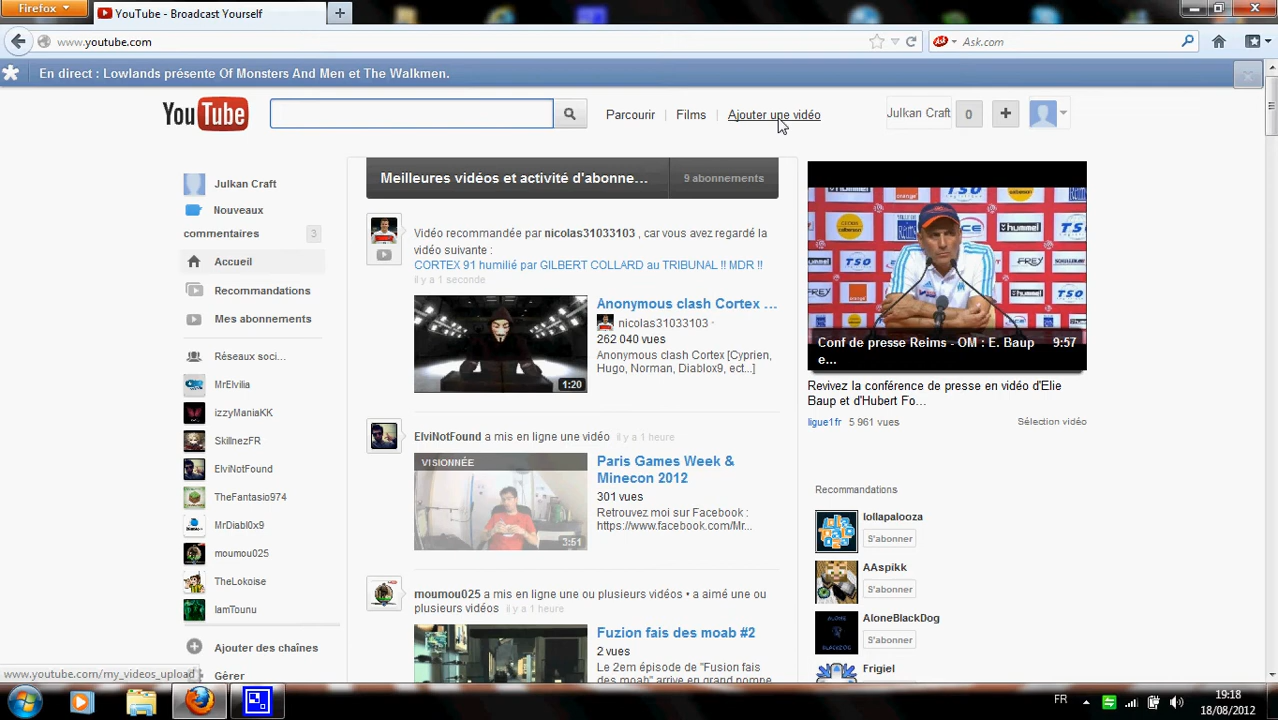 Firefox
YouTube - Broadcast Yourself
www.youtube.com
Ask
Ask.com
En direct : Lowlands présente Of Monsters And Men et The Walkmen.
YouTube
Parcourir
Films
Ajouter une vidéo
Julkan Craft
0
Julkan Craft
Nouveaux
commentaires
3
Accueil
Recommandations
Mes abonnements
Réseaux soci...
MrElvilia
izzyManiaKK
SkillnezFR
ElviNotFound
TheFantasio974
MrDiabl0x9
moumou025
TheLokoise
IamTounu
Ajouter des chaînes
Gérer
Meilleures vidéos et activité d'abonne...
9 abonnements
Vidéo recommandée par nicolas31033103 , car vous avez regardé la
vidéo suivante :
CORTEX 91 humilié par GILBERT COLLARD au TRIBUNAL !! MDR !!
il y a 1 seconde
1:20
Anonymous clash Cortex ...
nicolas31033103 ·
262 040 vues
Anonymous clash Cortex [Cyprien,
Hugo, Norman, Diablox9, ect...]
ElviNotFound a mis en ligne une vidéo il y a 1 heure
VISIONNÉE
3:51
Paris Games Week &
Minecon 2012
301 vues
Retrouvez moi sur Facebook :
https://www.facebook.com/Mr...
moumou025 a mis en ligne une ou plusieurs vidéos • a aimé une ou
plusieurs vidéos il y a 1 heure
Fuzion fais des moab #2
2 vues
Le 2em épisode de "Fusion fais
fais arrive en grand pompe
TSO
orange
hummel
TSO
FREY
Conf de presse Reims - OM : E. Baup
e...
9:57
Revivez la conférence de presse en vidéo d'Elie
Baup et d'Hubert Fo...
ligue1fr 5 961 vues
Sélection vidéo
Recommandations
lollapalooza
S'abonner
AAspikk
S'abonner
AloneBlackDog
S'abonner
Frigiel
www.youtube.com/my_videos_upload
FR
19:18
18/08/2012